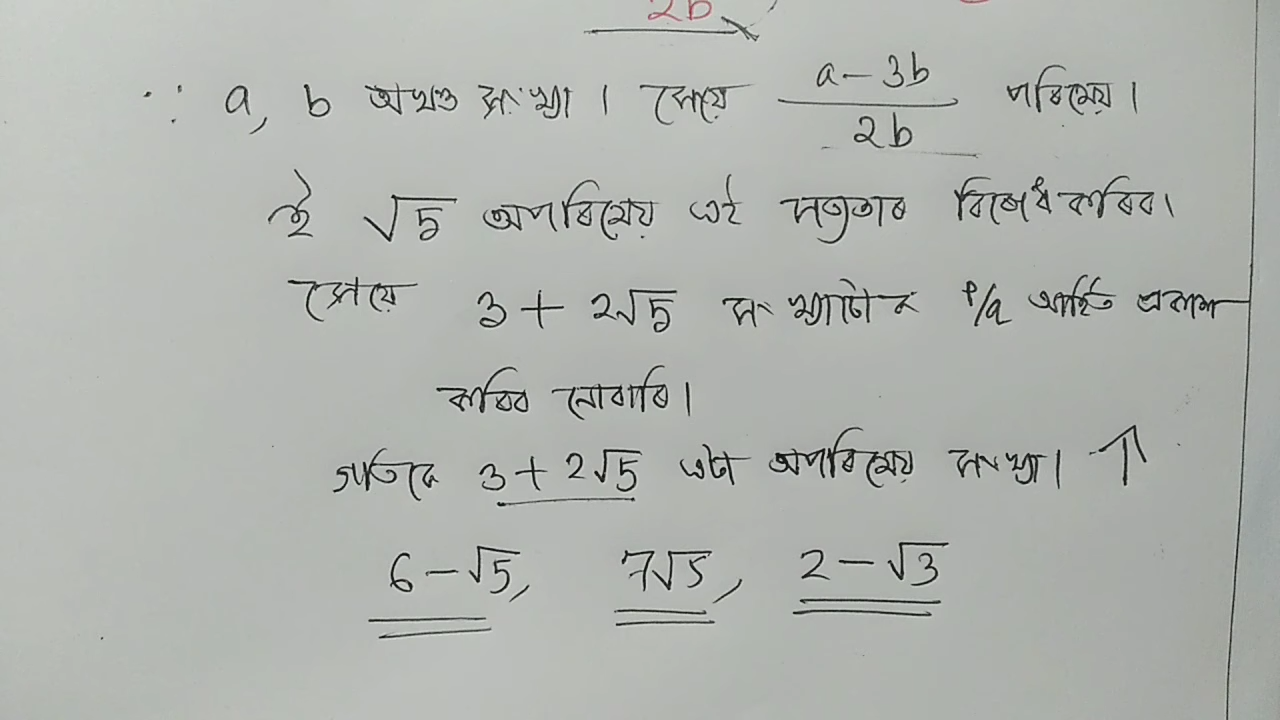 2b
∵ a, b অখণ্ড সংখ্যা। সেয়ে (a - 3b)/2b পৰিমেয়।
ই √5 অপৰিমেয় এই সত্যতাৰ বিৰোধ কৰিব।
সেয়ে 3 + 2√5 সংখ্যাটোক p/q আৰ্হিত প্ৰকাশ
কৰিব নোৱাৰি।
গতিকে 3 + 2√5 এটা অপৰিমেয় সংখ্যা।
6 - √5, 7√5, 2 - √3